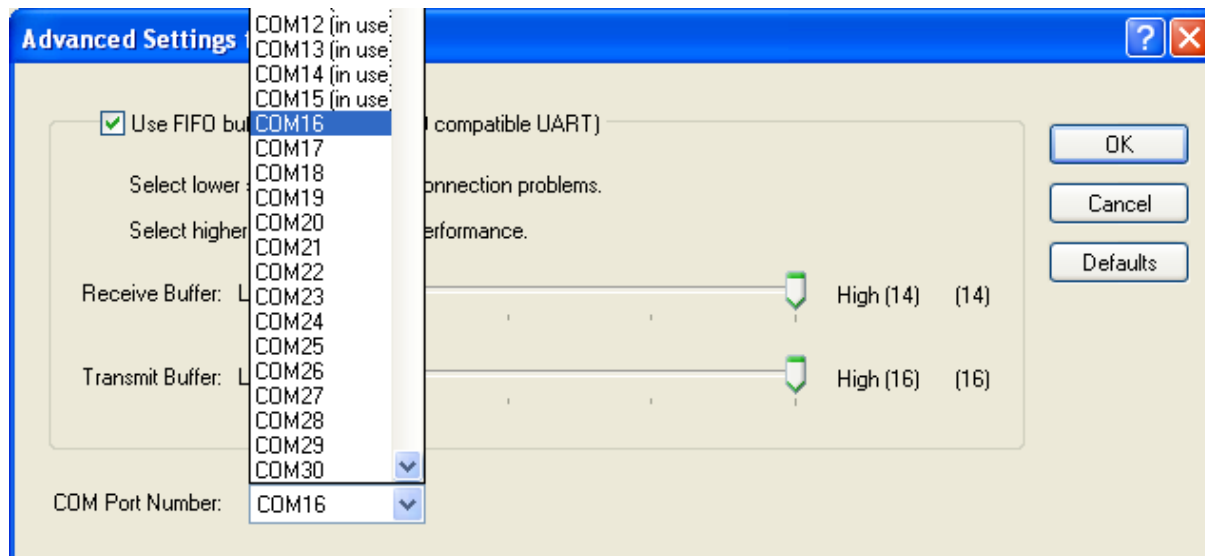 Advanced Settings
COM12 (in use)
COM13 (in use)
COM14 (in use)
COM15 (in use)
COM16
COM17
COM18
COM19
COM20
COM21
COM22
COM23
COM24
COM25
COM26
COM27
COM28
COM29
COM30
Use FIFO compatible UART)
Select lower onnection problems.
Select higher erformance.
Receive Buffer: L High (14) (14)
Transmit Buffer: L High (16) (16)
COM Port Number: COM16
OK
Cancel
Defaults